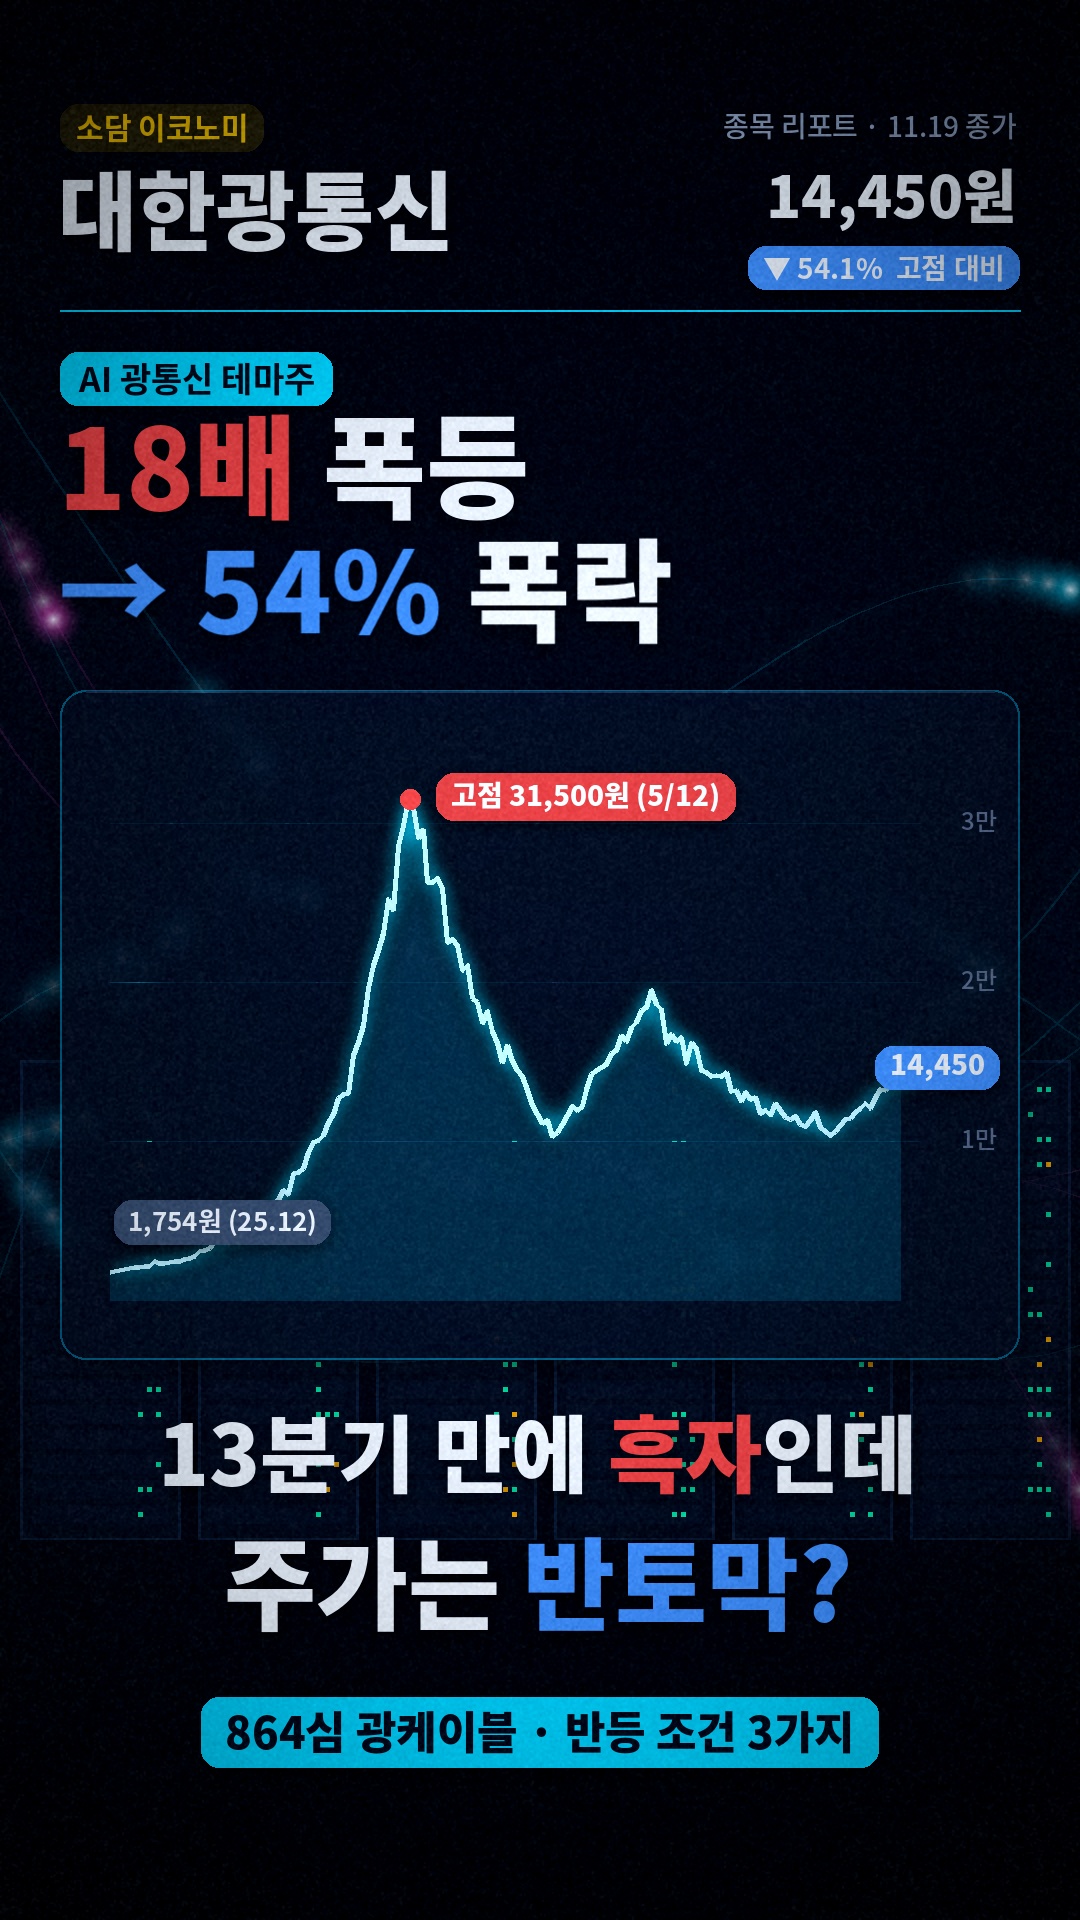 소담 이코노미
종목 리포트 · 11.19 종가
대한광통신
14,450원
▼ 54.1% 고점 대비
AI 광통신 테마주
18배 폭등
→ 54% 폭락
고점 31,500원 (5/12)
3만
2만
14,450
1만
1,754원 (25.12)
13분기 만에 흑자인데
주가는 반토막?
864심 광케이블 · 반등 조건 3가지